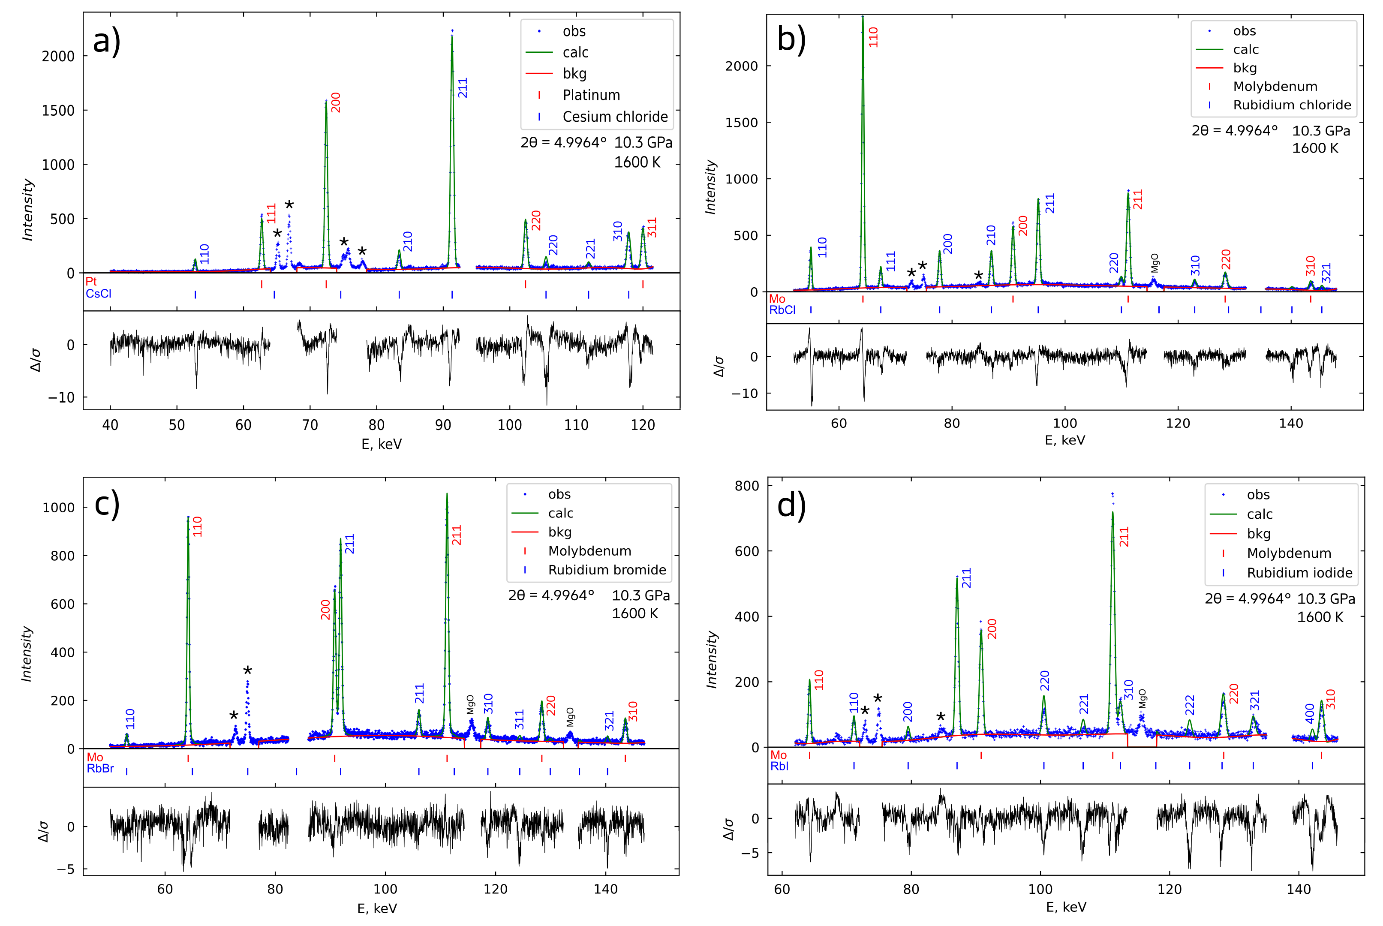 a)
obs
calc
bkg
Platinum
Cesium chloride
2θ = 4.9964° 10.3 GPa
1600 K
2000
1500
1000
500
0
Intensity
110
111
*
*
200
*
*
210
211
220
220
221
310
311
Pt
CsCl
0
−10
Δ/σ
40 50 60 70 80 90 100 110 120
E, keV
b)
obs
calc
bkg
Molybdenum
Rubidium chloride
2θ = 4.9964° 10.3 GPa
1600 K
2000
1500
1000
500
0
Intensity
110
110
111
*
*
200
*
210
200
211
220
211
MgO
310
220
310
321
Mo
RbCl
0
−10
Δ/σ
60 80 100 120 140
E, keV
c)
obs
calc
bkg
Molybdenum
Rubidium bromide
2θ = 4.9964° 10.3 GPa
1600 K
1000
800
600
400
200
0
Intensity
110
110
*
*
200
211
211
211
MgO
310
311
220
MgO
321
310
Mo
RbBr
0
−5
Δ/σ
60 80 100 120 140
E, keV
d)
obs
calc
bkg
Molybdenum
Rubidium iodide
2θ = 4.9964° 10.3 GPa
1600 K
800
600
400
200
0
Intensity
110
110
*
*
200
*
211
200
220
221
211
310
MgO
222
220
321
400
310
Mo
RbI
0
−5
Δ/σ
60 80 100 120 140
E, keV